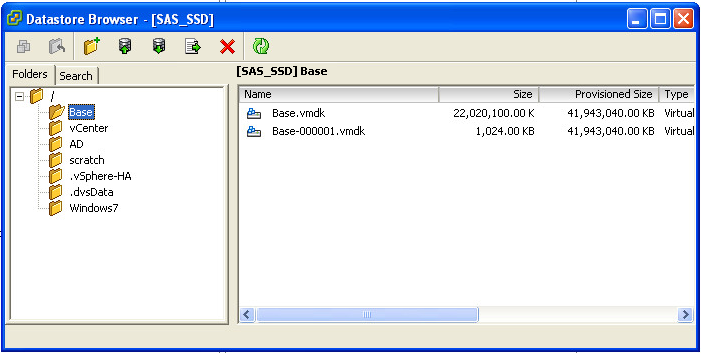 Datastore Browser - [SAS_SSD]
Folders Search
[SAS_SSD] Base
/
Base
vCenter
AD
scratch
.vSphere-HA
.dvsData
Windows7
Name Size Provisioned Size Type
Base.vmdk 22,020,100.00 K 41,943,040.00 KB Virtual
Base-000001.vmdk 1,024.00 KB 41,943,040.00 KB Virtual